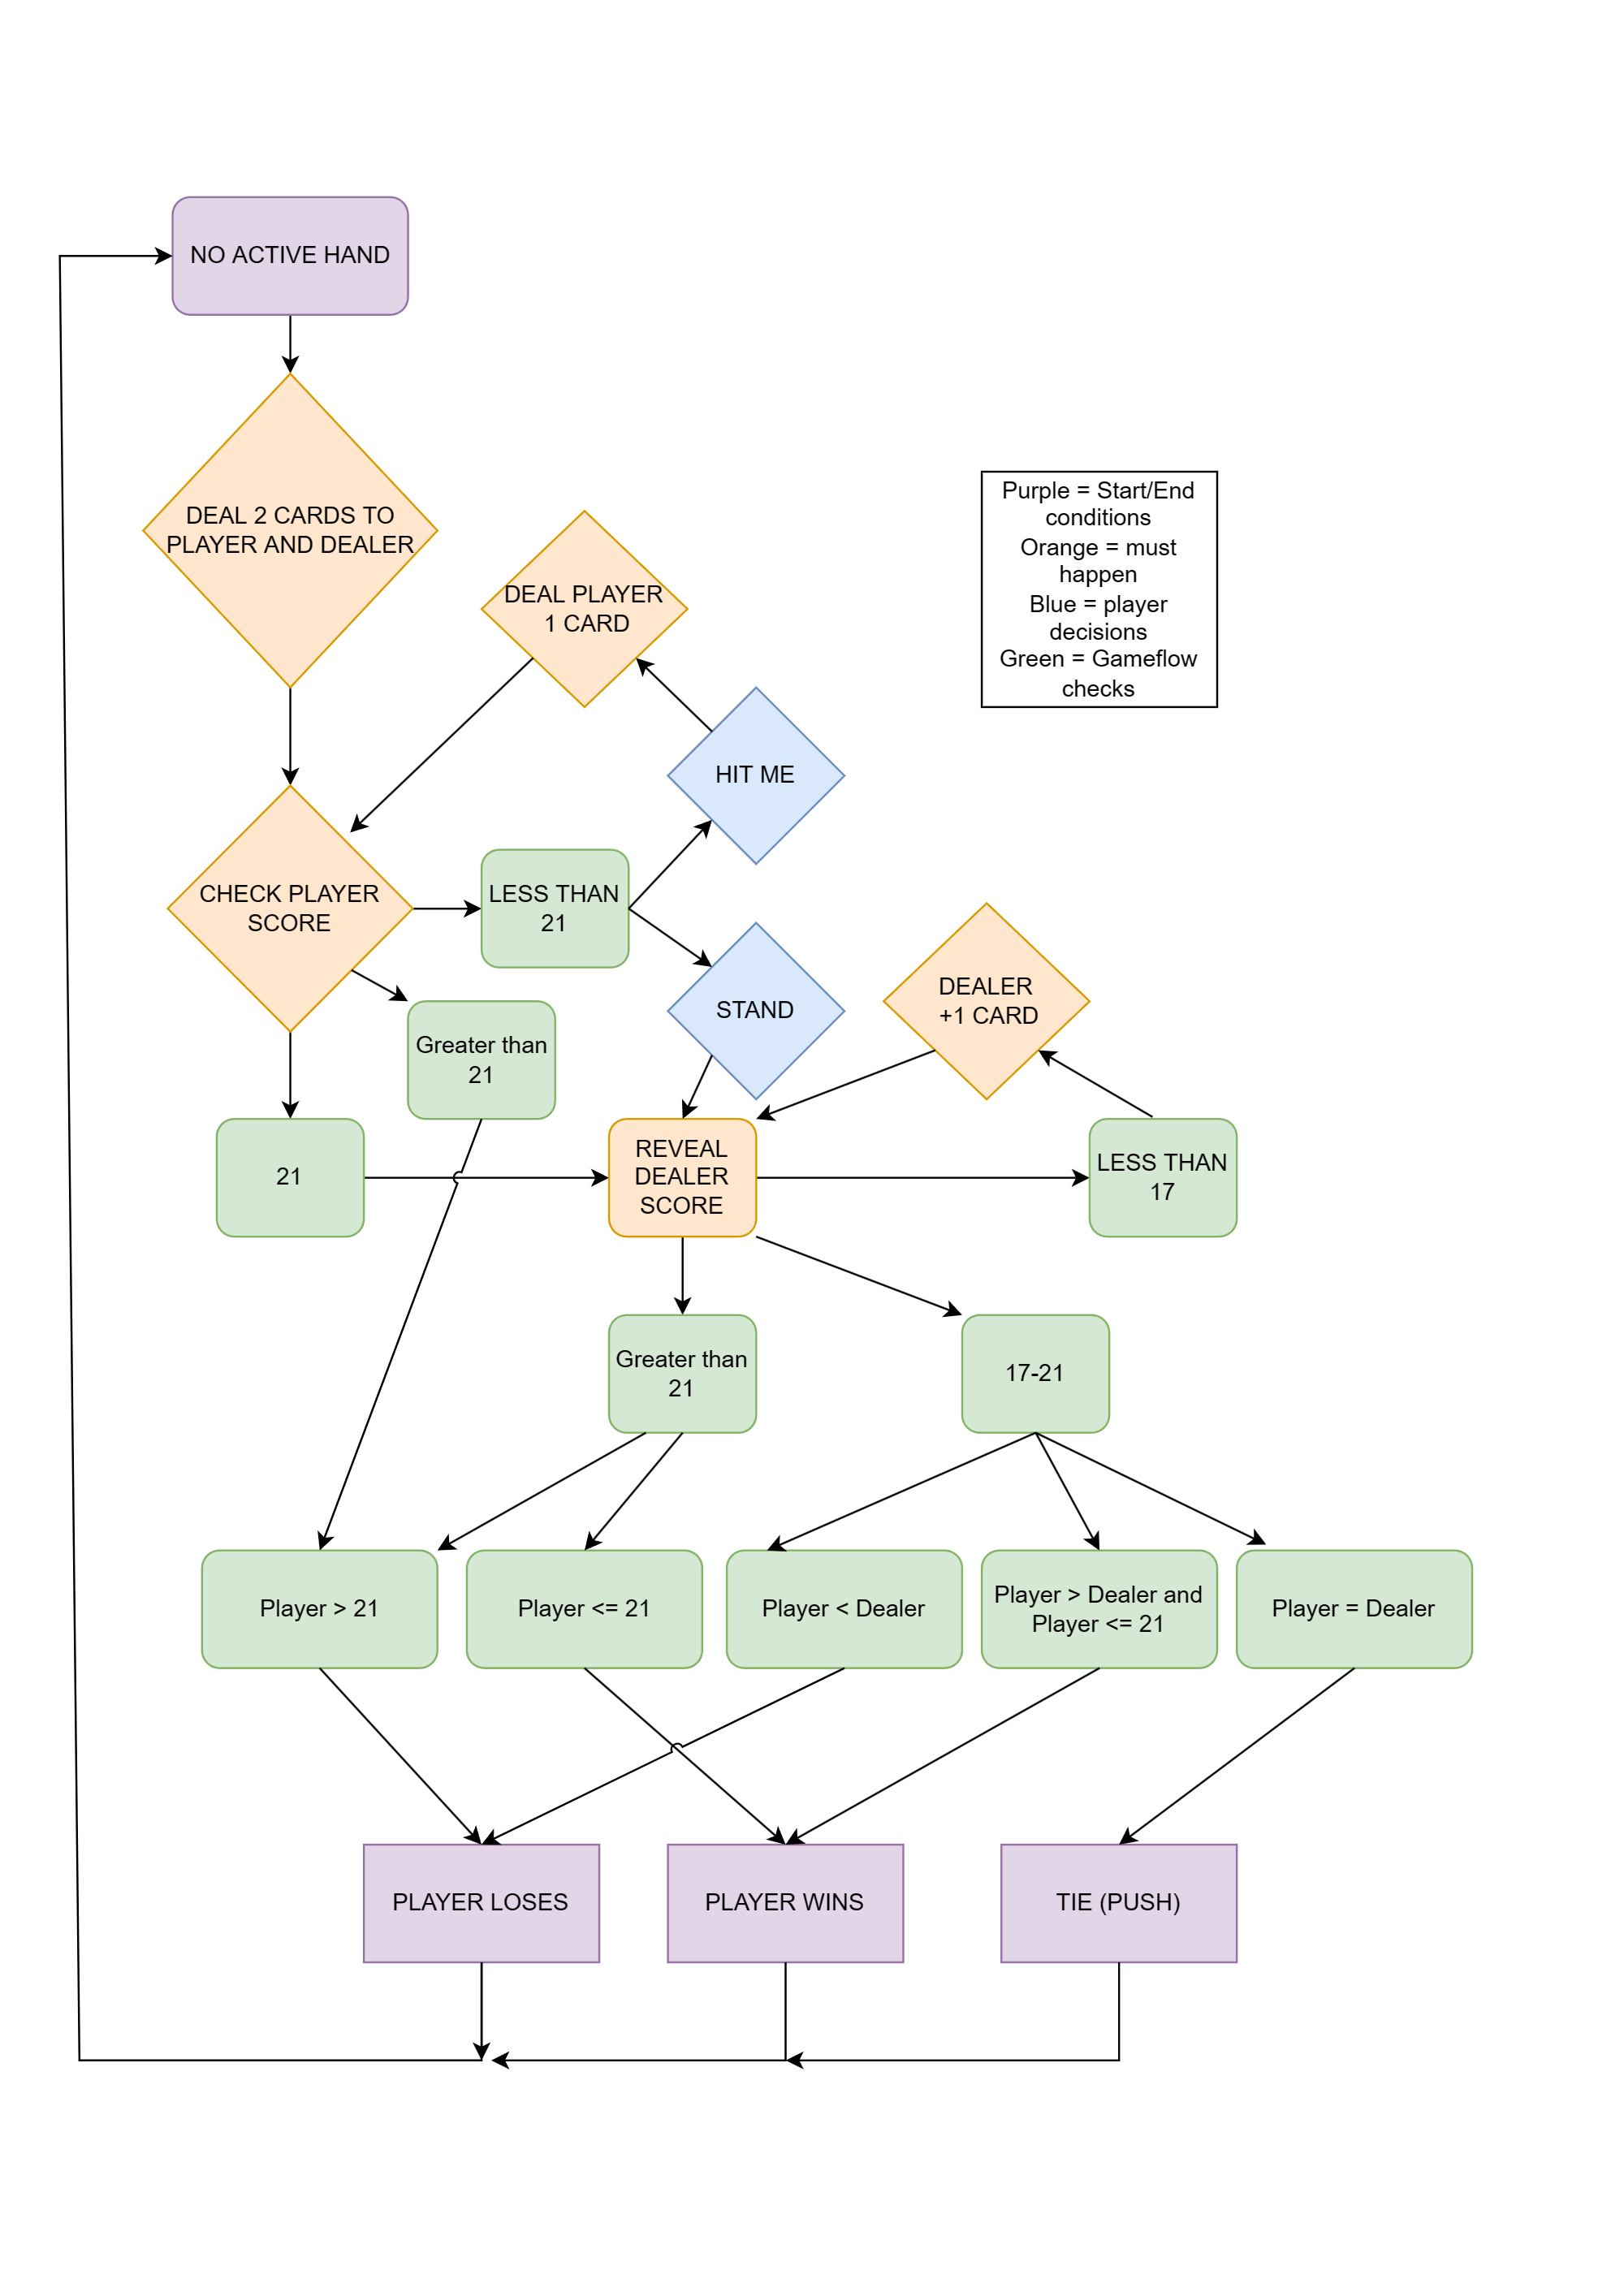 NO ACTIVE HAND
DEAL 2 CARDS TO
PLAYER AND DEALER
Purple = Start/End
conditions
Orange = must
happen
Blue = player
decisions
Green = Gameflow
checks
DEAL PLAYER
1 CARD
HIT ME
CHECK PLAYER
SCORE
LESS THAN
21
STAND
DEALER
+1 CARD
Greater than
21
21
REVEAL
DEALER
SCORE
LESS THAN
17
Greater than
21
17-21
Player > 21
Player <= 21
Player < Dealer
Player > Dealer and
Player <= 21
Player = Dealer
PLAYER LOSES
PLAYER WINS
TIE (PUSH)